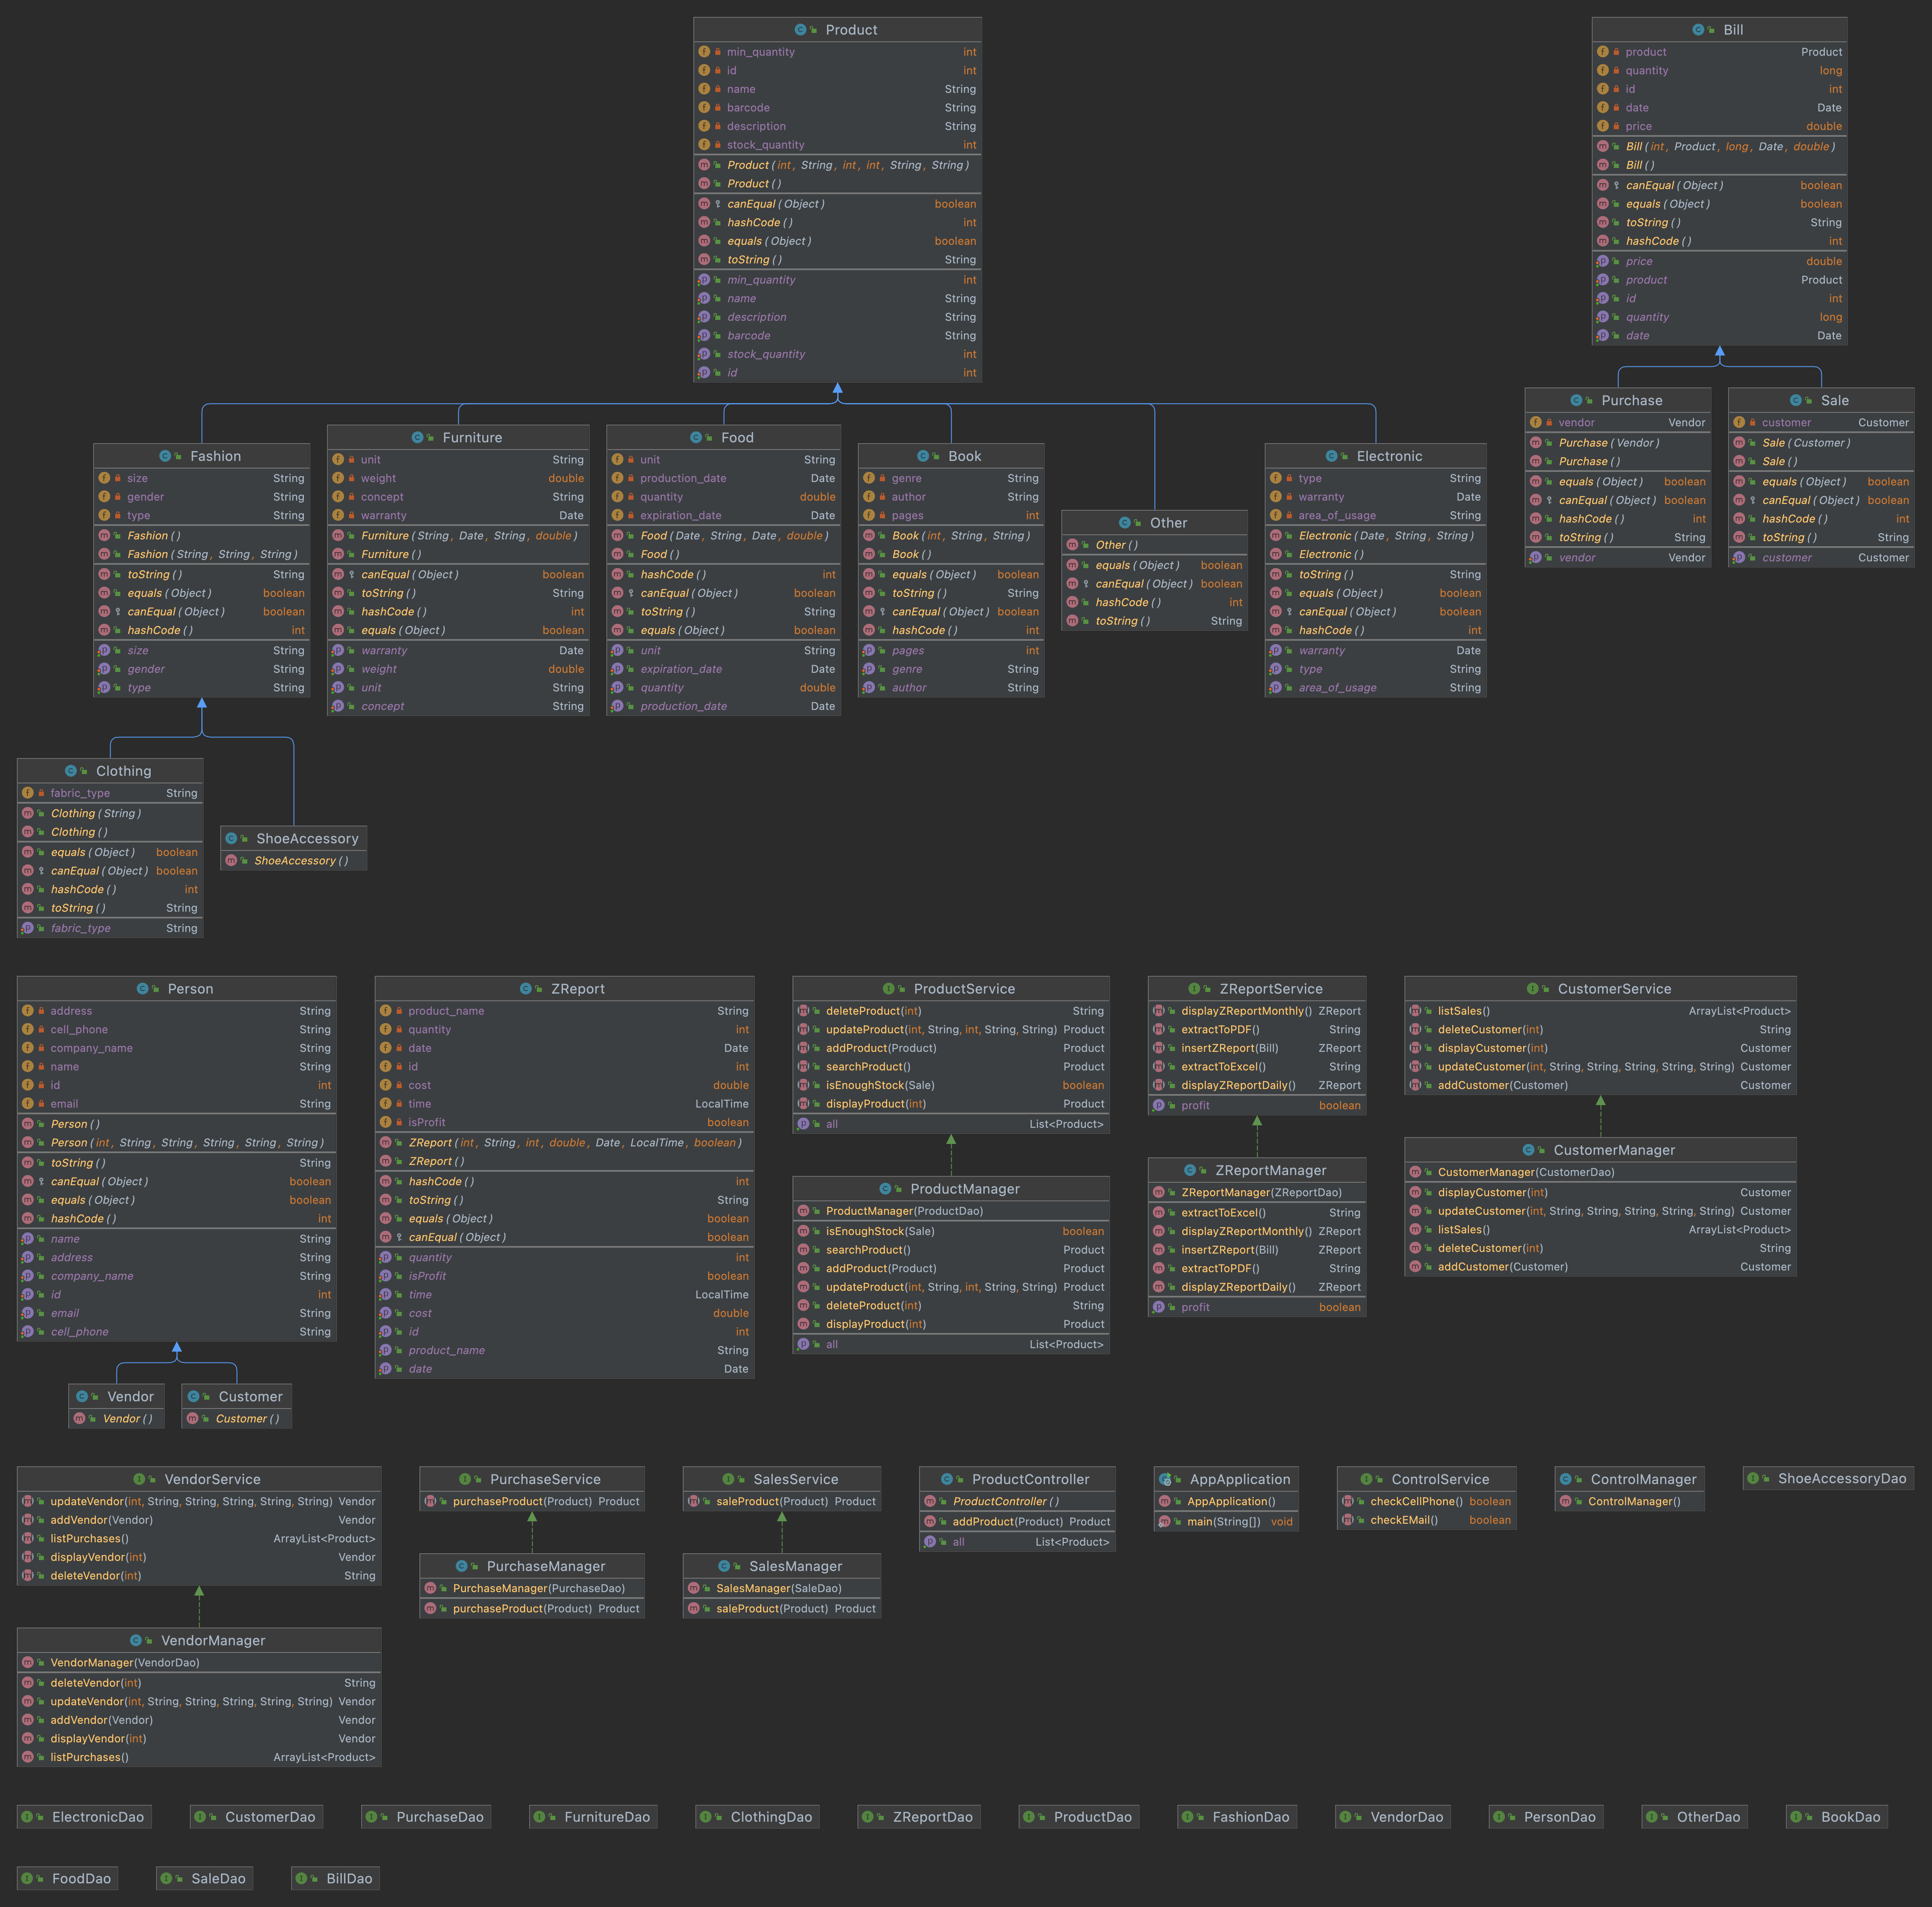 Product
min_quantity int
id int
name String
barcode String
description String
stock_quantity int
Product(int, String, int, int, String, String)
Product()
canEqual(Object) boolean
hashCode() int
equals(Object) boolean
toString() String
min_quantity int
name String
description String
barcode String
stock_quantity int
id int
Bill
product Product
quantity long
id int
date Date
price double
Bill(int, Product, long, Date, double)
Bill()
canEqual(Object) boolean
equals(Object) boolean
toString() String
hashCode() int
price double
product Product
id int
quantity long
date Date
Fashion
size String
gender String
type String
Fashion()
Fashion(String, String, String)
toString() String
equals(Object) boolean
canEqual(Object) boolean
hashCode() int
size String
gender String
type String
Furniture
unit String
weight double
concept String
warranty Date
Furniture(String, Date, String, double)
Furniture()
canEqual(Object) boolean
toString() String
hashCode() int
equals(Object) boolean
warranty Date
weight double
unit String
concept String
Food
unit String
production_date Date
quantity double
expiration_date Date
Food(Date, String, Date, double)
Food()
hashCode() int
canEqual(Object) boolean
toString() String
equals(Object) boolean
unit String
expiration_date Date
quantity double
production_date Date
Book
genre String
author String
pages int
Book(int, String, String)
Book()
equals(Object) boolean
toString() String
canEqual(Object) boolean
hashCode() int
pages int
genre String
author String
Other
Other()
equals(Object) boolean
canEqual(Object) boolean
hashCode() int
toString() String
Electronic
type String
warranty Date
area_of_usage String
Electronic(Date, String, String)
Electronic()
toString() String
equals(Object) boolean
canEqual(Object) boolean
hashCode() int
warranty Date
type String
area_of_usage String
Purchase
vendor Vendor
Purchase(Vendor)
Purchase()
equals(Object) boolean
canEqual(Object) boolean
hashCode() int
toString() String
vendor Vendor
Sale
customer Customer
Sale(Customer)
Sale()
equals(Object) boolean
canEqual(Object) boolean
hashCode() int
toString() String
customer Customer
Clothing
fabric_type String
Clothing(String)
Clothing()
equals(Object) boolean
canEqual(Object) boolean
hashCode() int
toString() String
fabric_type String
ShoeAccessory
ShoeAccessory()
Person
address String
cell_phone String
company_name String
name String
id int
email String
Person()
Person(int, String, String, String, String, String)
toString() String
canEqual(Object) boolean
equals(Object) boolean
hashCode() int
name String
address String
company_name String
id int
email String
cell_phone String
ZReport
product_name String
quantity int
date Date
id int
cost double
time LocalTime
isProfit boolean
ZReport(int, String, int, double, Date, LocalTime, boolean)
ZReport()
hashCode() int
toString() String
equals(Object) boolean
canEqual(Object) boolean
quantity int
isProfit boolean
time LocalTime
cost double
id int
product_name String
date Date
ProductService
deleteProduct(int) String
updateProduct(int, String, int, String, String) Product
addProduct(Product) Product
searchProduct() Product
isEnoughStock(Sale) boolean
displayProduct(int) Product
all List<Product>
ProductManager
ProductManager(ProductDao)
isEnoughStock(Sale) boolean
searchProduct() Product
addProduct(Product) Product
updateProduct(int, String, int, String, String) Product
deleteProduct(int) String
displayProduct(int) Product
all List<Product>
ZReportService
displayZReportMonthly() ZReport
extractToPDF() String
insertZReport(Bill) ZReport
extractToExcel() String
displayZReportDaily() ZReport
profit boolean
ZReportManager
ZReportManager(ZReportDao)
extractToExcel() String
displayZReportMonthly() ZReport
insertZReport(Bill) ZReport
extractToPDF() String
displayZReportDaily() ZReport
profit boolean
CustomerService
listSales() ArrayList<Product>
deleteCustomer(int) String
displayCustomer(int) Customer
updateCustomer(int, String, String, String, String, String) Customer
addCustomer(Customer) Customer
CustomerManager
CustomerManager(CustomerDao)
displayCustomer(int) Customer
updateCustomer(int, String, String, String, String, String) Customer
listSales() ArrayList<Product>
deleteCustomer(int) String
addCustomer(Customer) Customer
Vendor
Vendor()
Customer
Customer()
VendorService
updateVendor(int, String, String, String, String, String) Vendor
addVendor(Vendor) Vendor
listPurchases() ArrayList<Product>
displayVendor(int) Vendor
deleteVendor(int) String
VendorManager
VendorManager(VendorDao)
deleteVendor(int) String
updateVendor(int, String, String, String, String, String) Vendor
addVendor(Vendor) Vendor
displayVendor(int) Vendor
listPurchases() ArrayList<Product>
PurchaseService
purchaseProduct(Product) Product
PurchaseManager
PurchaseManager(PurchaseDao)
purchaseProduct(Product) Product
SalesService
saleProduct(Product) Product
SalesManager
SalesManager(SaleDao)
saleProduct(Product) Product
ProductController
ProductController()
addProduct(Product) Product
all List<Product>
AppApplication
AppApplication()
main(String[]) void
ControlService
checkCellPhone() boolean
checkEMail() boolean
ControlManager
ControlManager()
ShoeAccessoryDao
ElectronicDao
CustomerDao
PurchaseDao
FurnitureDao
ClothingDao
ZReportDao
ProductDao
FashionDao
VendorDao
PersonDao
OtherDao
BookDao
FoodDao
SaleDao
BillDao